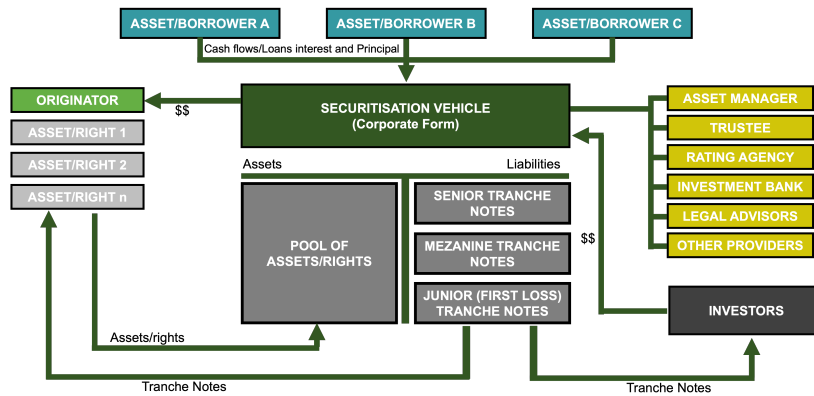 ASSET/BORROWER A
ASSET/BORROWER B
ASSET/BORROWER C
Cash flows/Loans interest and Principal
ORIGINATOR
$$
SECURITISATION VEHICLE
(Corporate Form)
ASSET MANAGER
TRUSTEE
RATING AGENCY
INVESTMENT BANK
LEGAL ADVISORS
OTHER PROVIDERS
ASSET/RIGHT 1
ASSET/RIGHT 2
ASSET/RIGHT n
Assets
Liabilities
POOL OF
ASSETS/RIGHTS
SENIOR TRANCHE
NOTES
MEZANINE TRANCHE
NOTES
JUNIOR (FIRST LOSS)
TRANCHE NOTES
$$
INVESTORS
Assets/rights
Tranche Notes
Tranche Notes